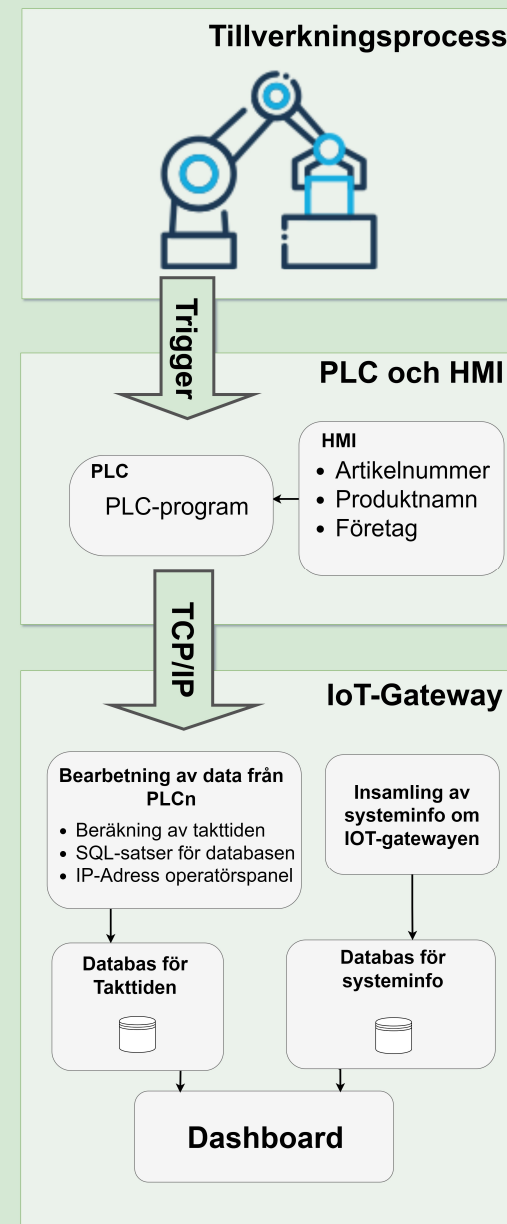 Tillverkningsprocess
Trigger
PLC och HMI
PLC
PLC-program
HMI
• Artikelnummer
• Produktnamn
• Företag
TCP/IP
IoT-Gateway
Bearbetning av data från
PLCn
• Beräkning av takttiden
• SQL-satser för databasen
• IP-Adress operatörspanel
Insamling av
systeminfo om
IOT-gatewayen
Databas för
Takttiden
Databas för
systeminfo
Dashboard